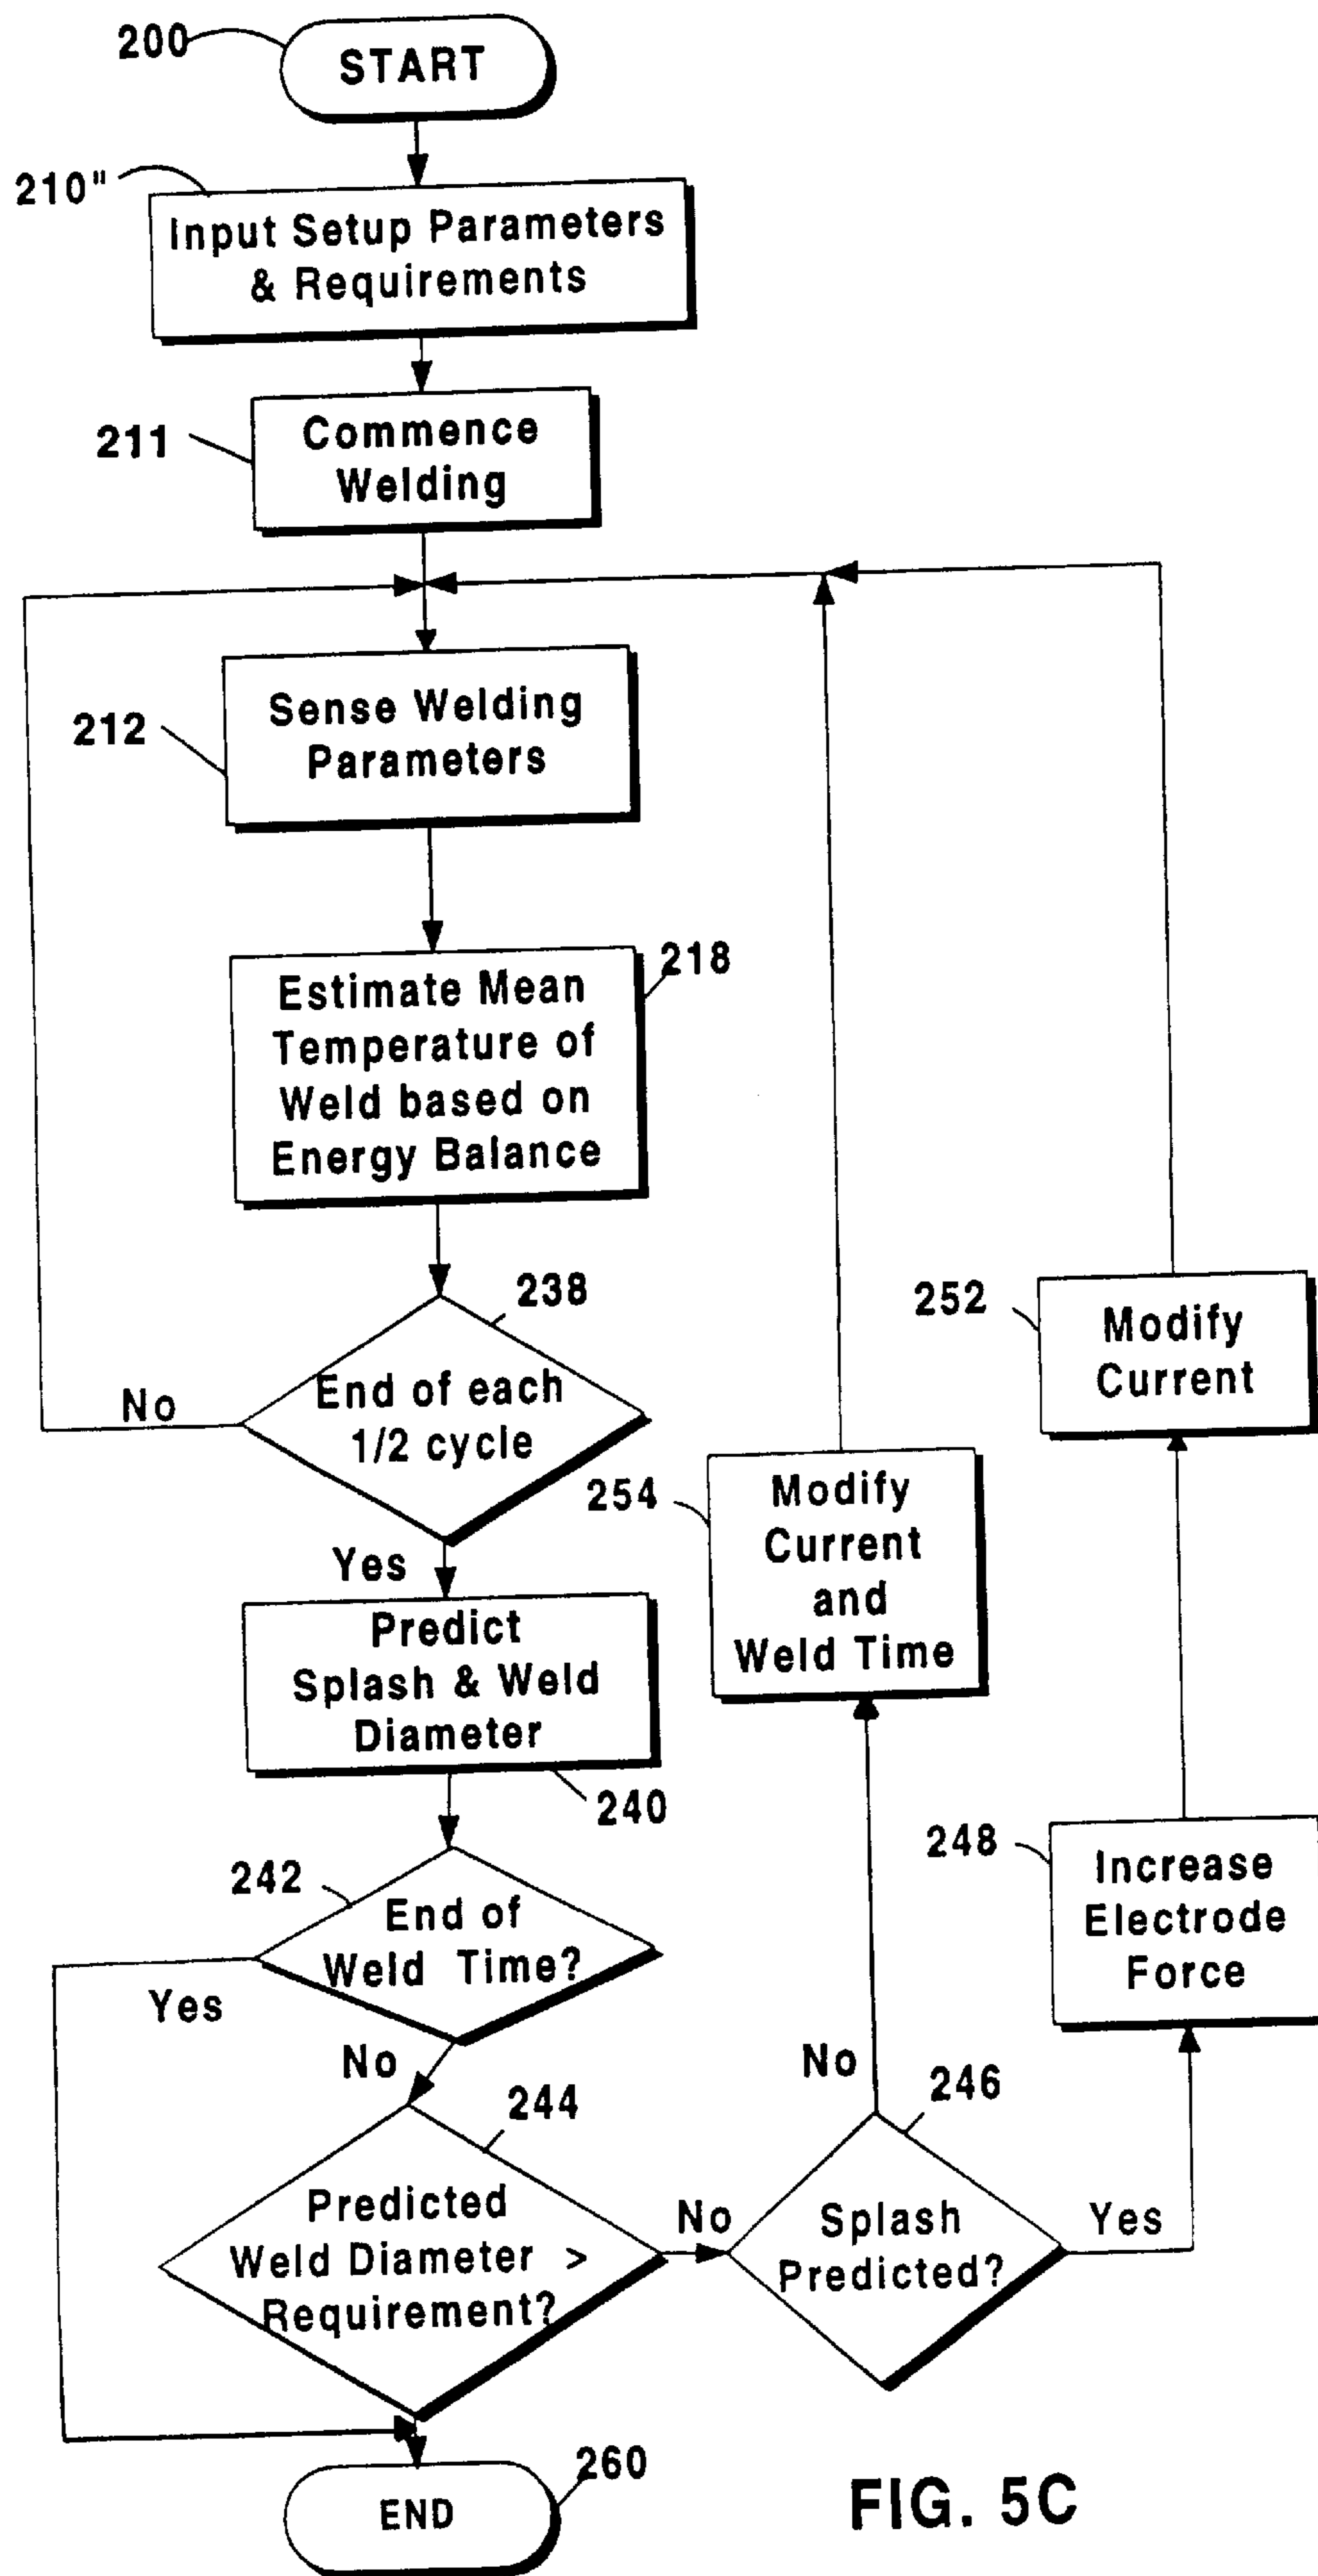 200
START
210"
Input Setup Parameters
& Requirements
211
Commence
Welding
212
Sense Welding
Parameters
218
Estimate Mean
Temperature of
Weld based on
Energy Balance
238
End of each
1/2 cycle
No
Yes
252
Modify
Current
254
Modify
Current
and
Weld Time
Predict
Splash & Weld
Diameter
240
242
End of
Weld Time?
Yes
No
248
Increase
Electrode
Force
244
Predicted
Weld Diameter >
Requirement?
No
246
Splash
Predicted?
No
Yes
260
END
FIG. 5C